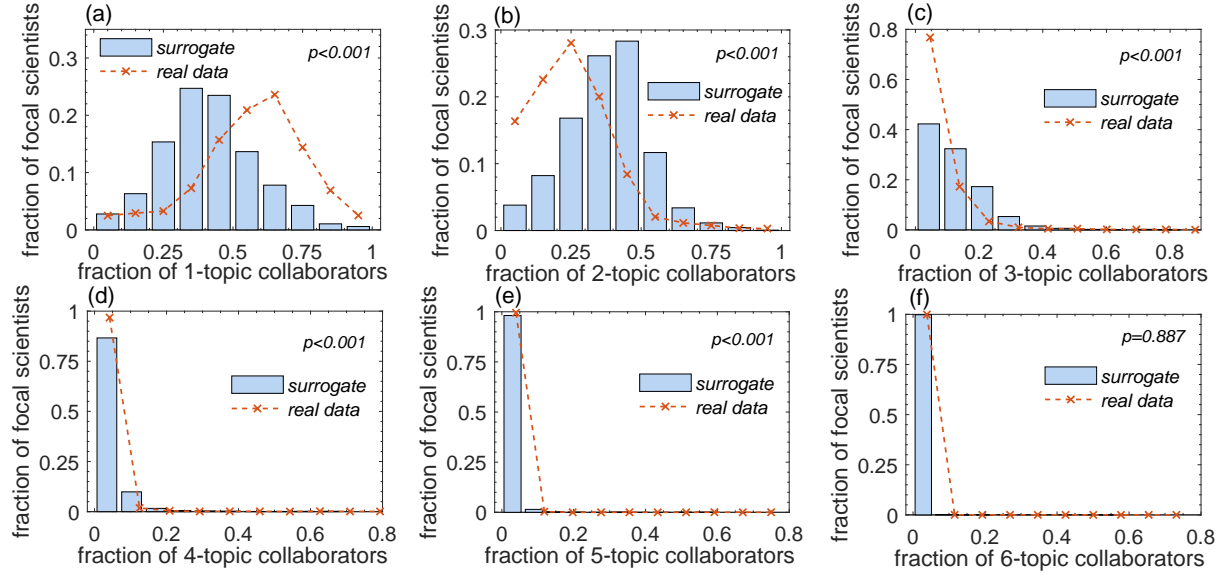 (a)
0.3
0.2
0.1
0
0 0.25 0.5 0.75 1
fraction of focal scientists
fraction of 1-topic collaborators
surrogate
real data
p<0.001
(b)
0.3
0.2
0.1
0
0 0.25 0.5 0.75 1
fraction of focal scientists
fraction of 2-topic collaborators
surrogate
real data
p<0.001
(c)
0.8
0.6
0.4
0.2
0
0 0.2 0.4 0.6 0.8
fraction of focal scientists
fraction of 3-topic collaborators
surrogate
real data
p<0.001
(d)
1
0.75
0.5
0.25
0
0 0.2 0.4 0.6 0.8
fraction of focal scientists
fraction of 4-topic collaborators
surrogate
real data
p<0.001
(e)
1
0.75
0.5
0.25
0
0 0.2 0.4 0.6 0.8
fraction of focal scientists
fraction of 5-topic collaborators
surrogate
real data
p<0.001
(f)
1
0.75
0.5
0.25
0
0 0.2 0.4 0.6 0.8
fraction of focal scientists
fraction of 6-topic collaborators
surrogate
real data
p=0.887